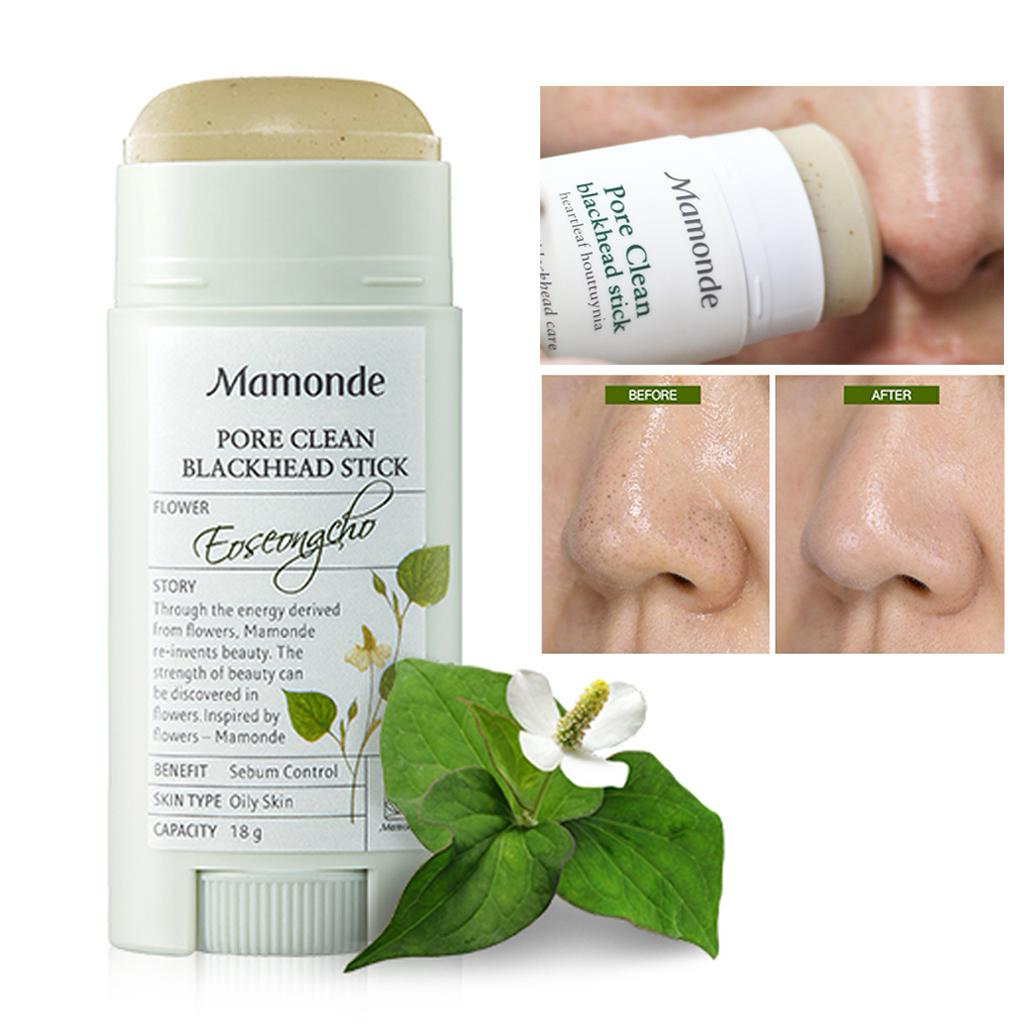 Mamonde
PORE CLEAN
BLACKHEAD STICK
FLOWER
Eoseongcho
STORY
Through the energy derived
from flowers, Mamonde
re-invents beauty. The
strength of beauty can
be discovered in
flowers. Inspired by
flowers – Mamonde
BENEFIT Sebum Control
SKIN TYPE Oily Skin
CAPACITY 18 g
Mamonde
Pore Clean
blackhead stick
heartleaf houttuynia
blackhead care
BEFORE
AFTER